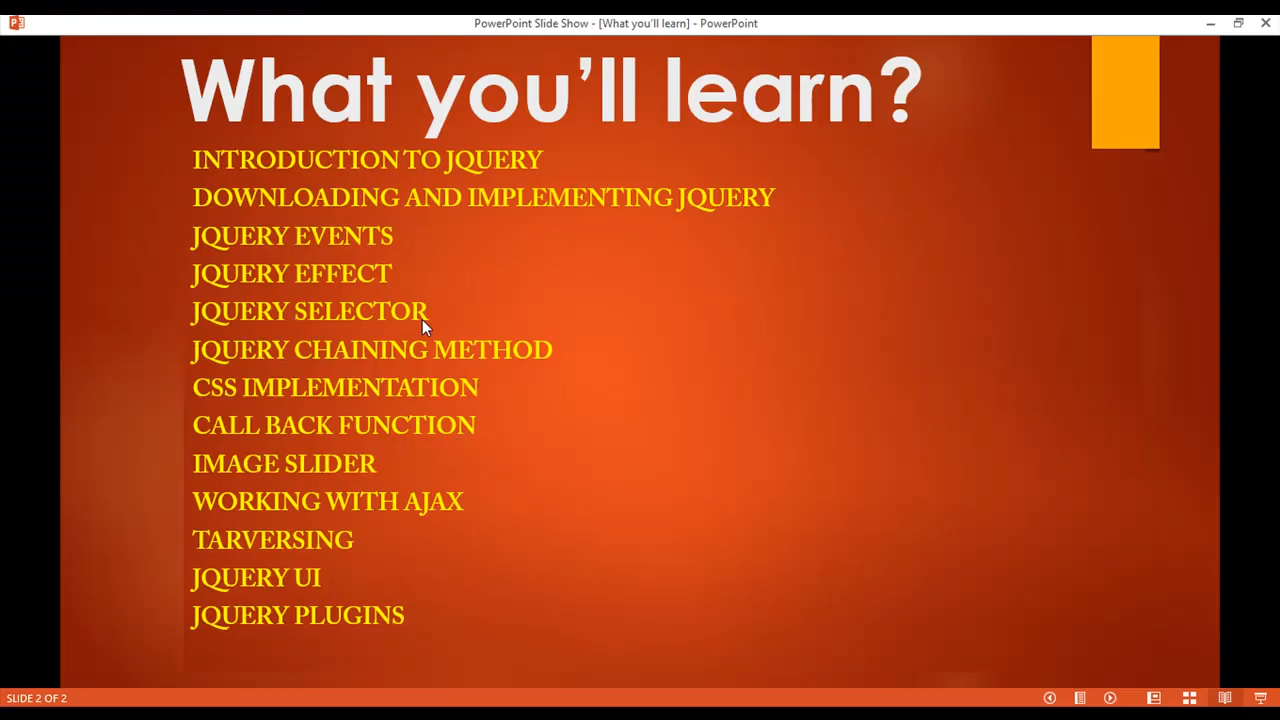 PowerPoint Slide Show - [What you'll learn] - PowerPoint
What you’ll learn?
INTRODUCTION TO JQUERY
DOWNLOADING AND IMPLEMENTING JQUERY
JQUERY EVENTS
JQUERY EFFECT
JQUERY SELECTOR
JQUERY CHAINING METHOD
CSS IMPLEMENTATION
CALL BACK FUNCTION
IMAGE SLIDER
WORKING WITH AJAX
TARVERSING
JQUERY UI
JQUERY PLUGINS
SLIDE 2 OF 2